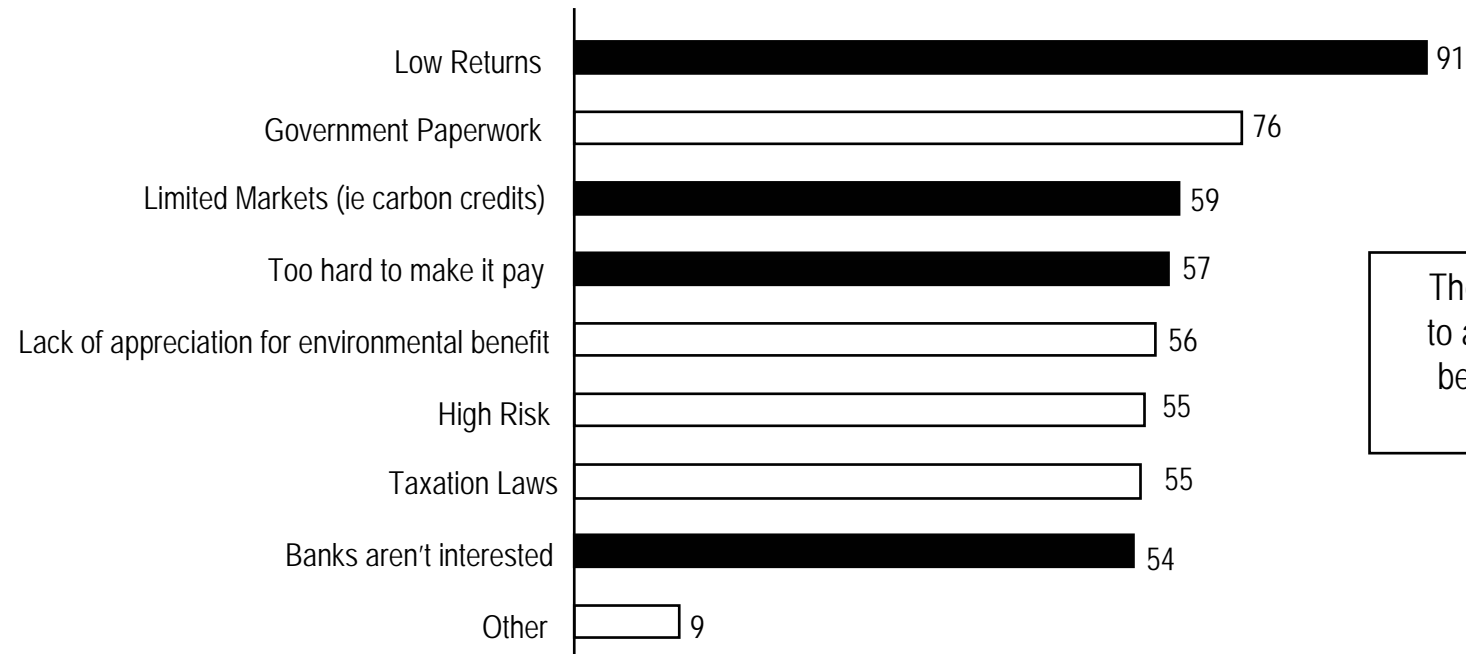 Low Returns 91
Government Paperwork 76
Limited Markets (ie carbon credits) 59
Too hard to make it pay 57
Lack of appreciation for environmental benefit 56
High Risk 55
Taxation Laws 55
Banks aren't interested 54
Other 9
to